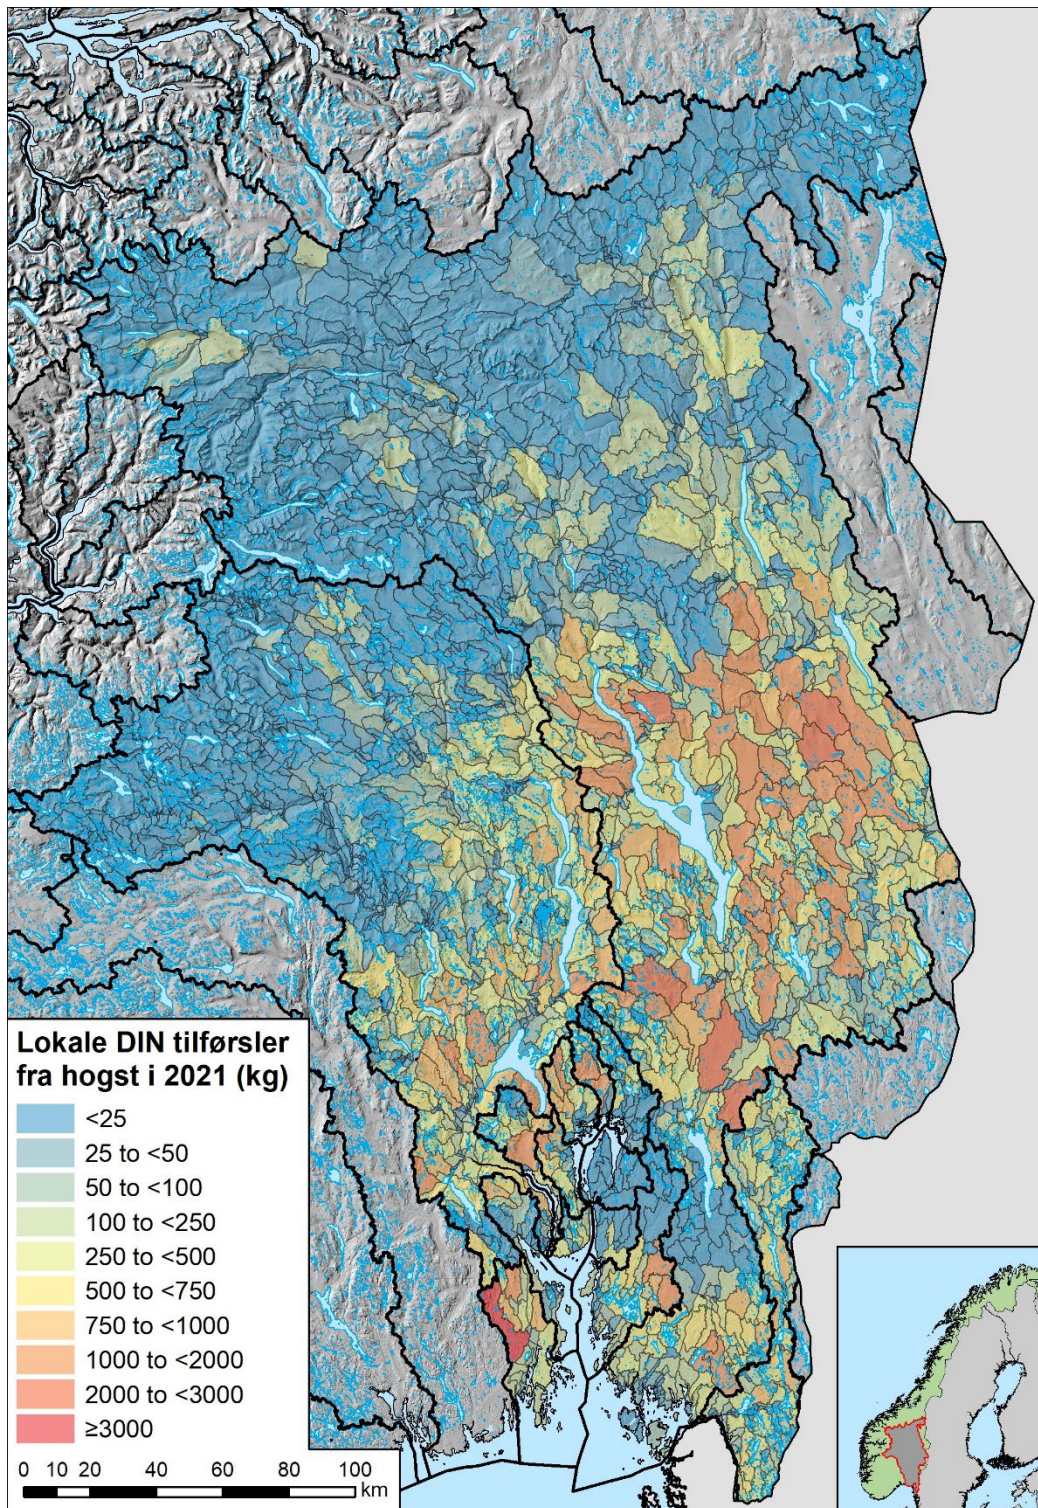 Lokale DIN tilførsler
fra hogst i 2021 (kg)
<25
25 to <50
50 to <100
100 to <250
250 to <500
500 to <750
750 to <1000
1000 to <2000
2000 to <3000
≥3000
0 10 20 40 60 80 100
km